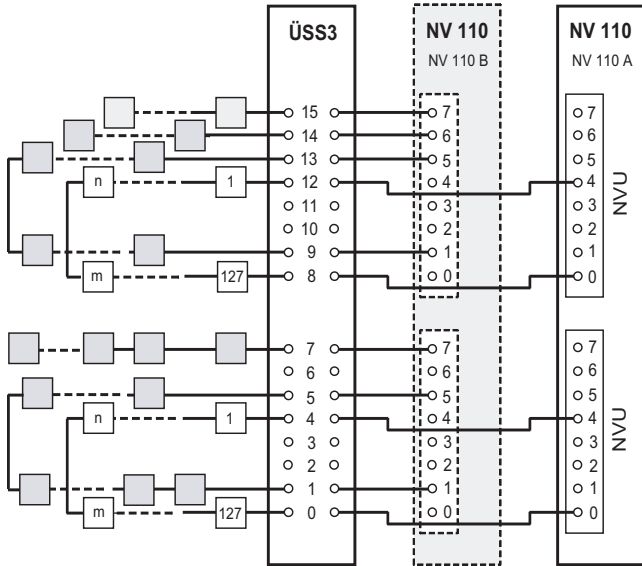 ÜSS3 NV 110 NV 110
NV 110 B NV 110 A
15 7 7
14 6 6
13 5 5
n 1 12 4 4
11 3 3
10 2 2
9 1 1
m 127 8 0 0
NVU
7 7 7
6 6 6
5 5 5
n 1 4 4 4
3 3 3
2 2 2
1 1 1
m 127 0 0 0
NVU